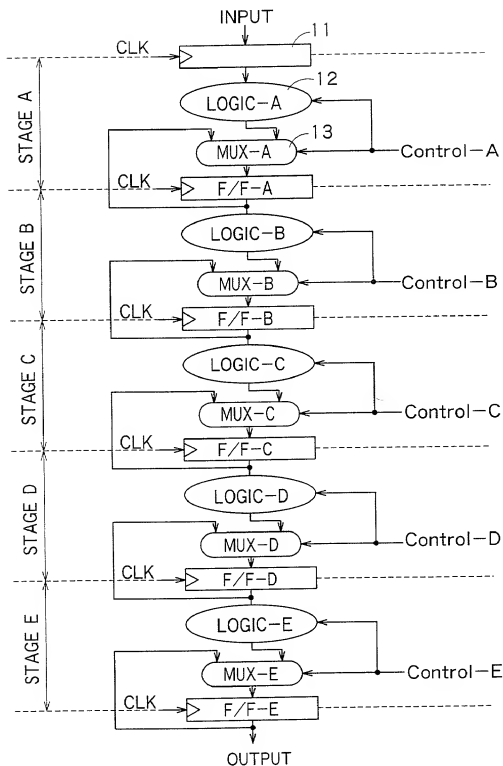 INPUT
11
CLK
12
LOGIC-A
STAGE A
13
MUX-A
Control-A
CLK
F/F-A
LOGIC-B
STAGE B
MUX-B
Control-B
CLK
F/F-B
LOGIC-C
STAGE C
MUX-C
Control-C
CLK
F/F-C
LOGIC-D
STAGE D
MUX-D
Control-D
CLK
F/F-D
LOGIC-E
STAGE E
MUX-E
Control-E
CLK
F/F-E
OUTPUT